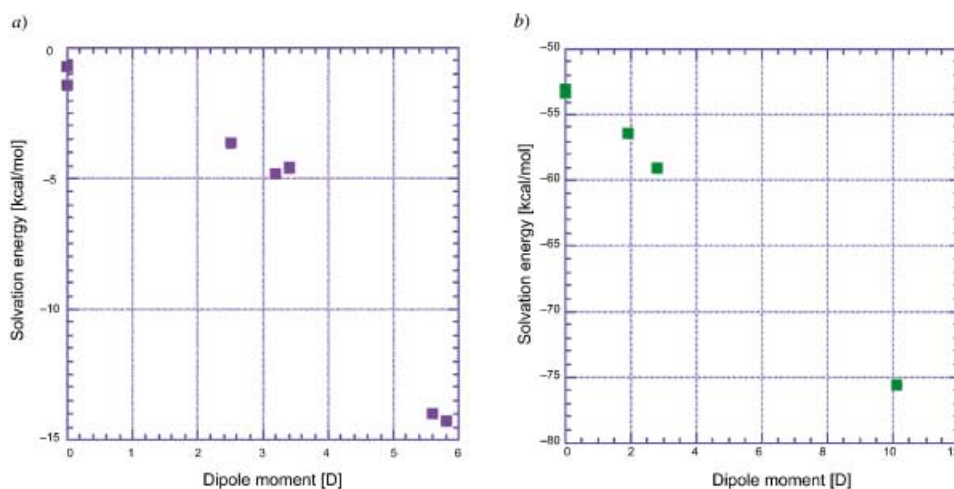 a)
0
−5
−10
−15
0 1 2 3 4 5 6
Solvation energy [kcal/mol]
Dipole moment [D]
b)
−50
−55
−60
−65
−70
−75
−80
0 2 4 6 8 10 12
Solvation energy [kcal/mol]
Dipole moment [D]